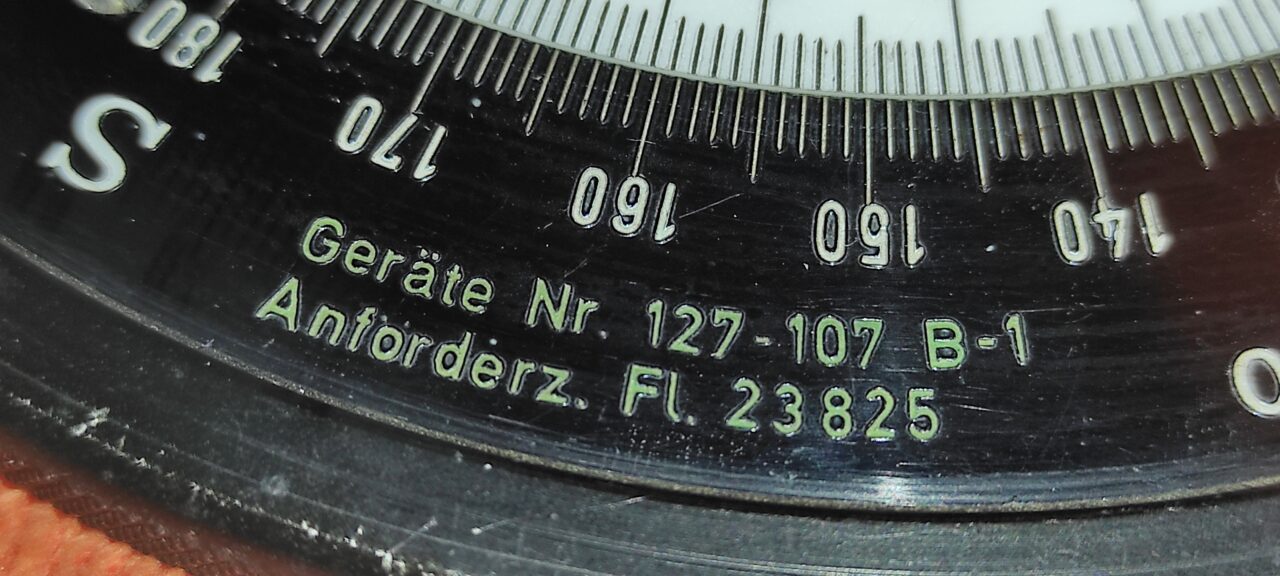 180
170
160
150
140
S
O
Geräte Nr. 127-107 B-1
Anforderz. Fl. 23825